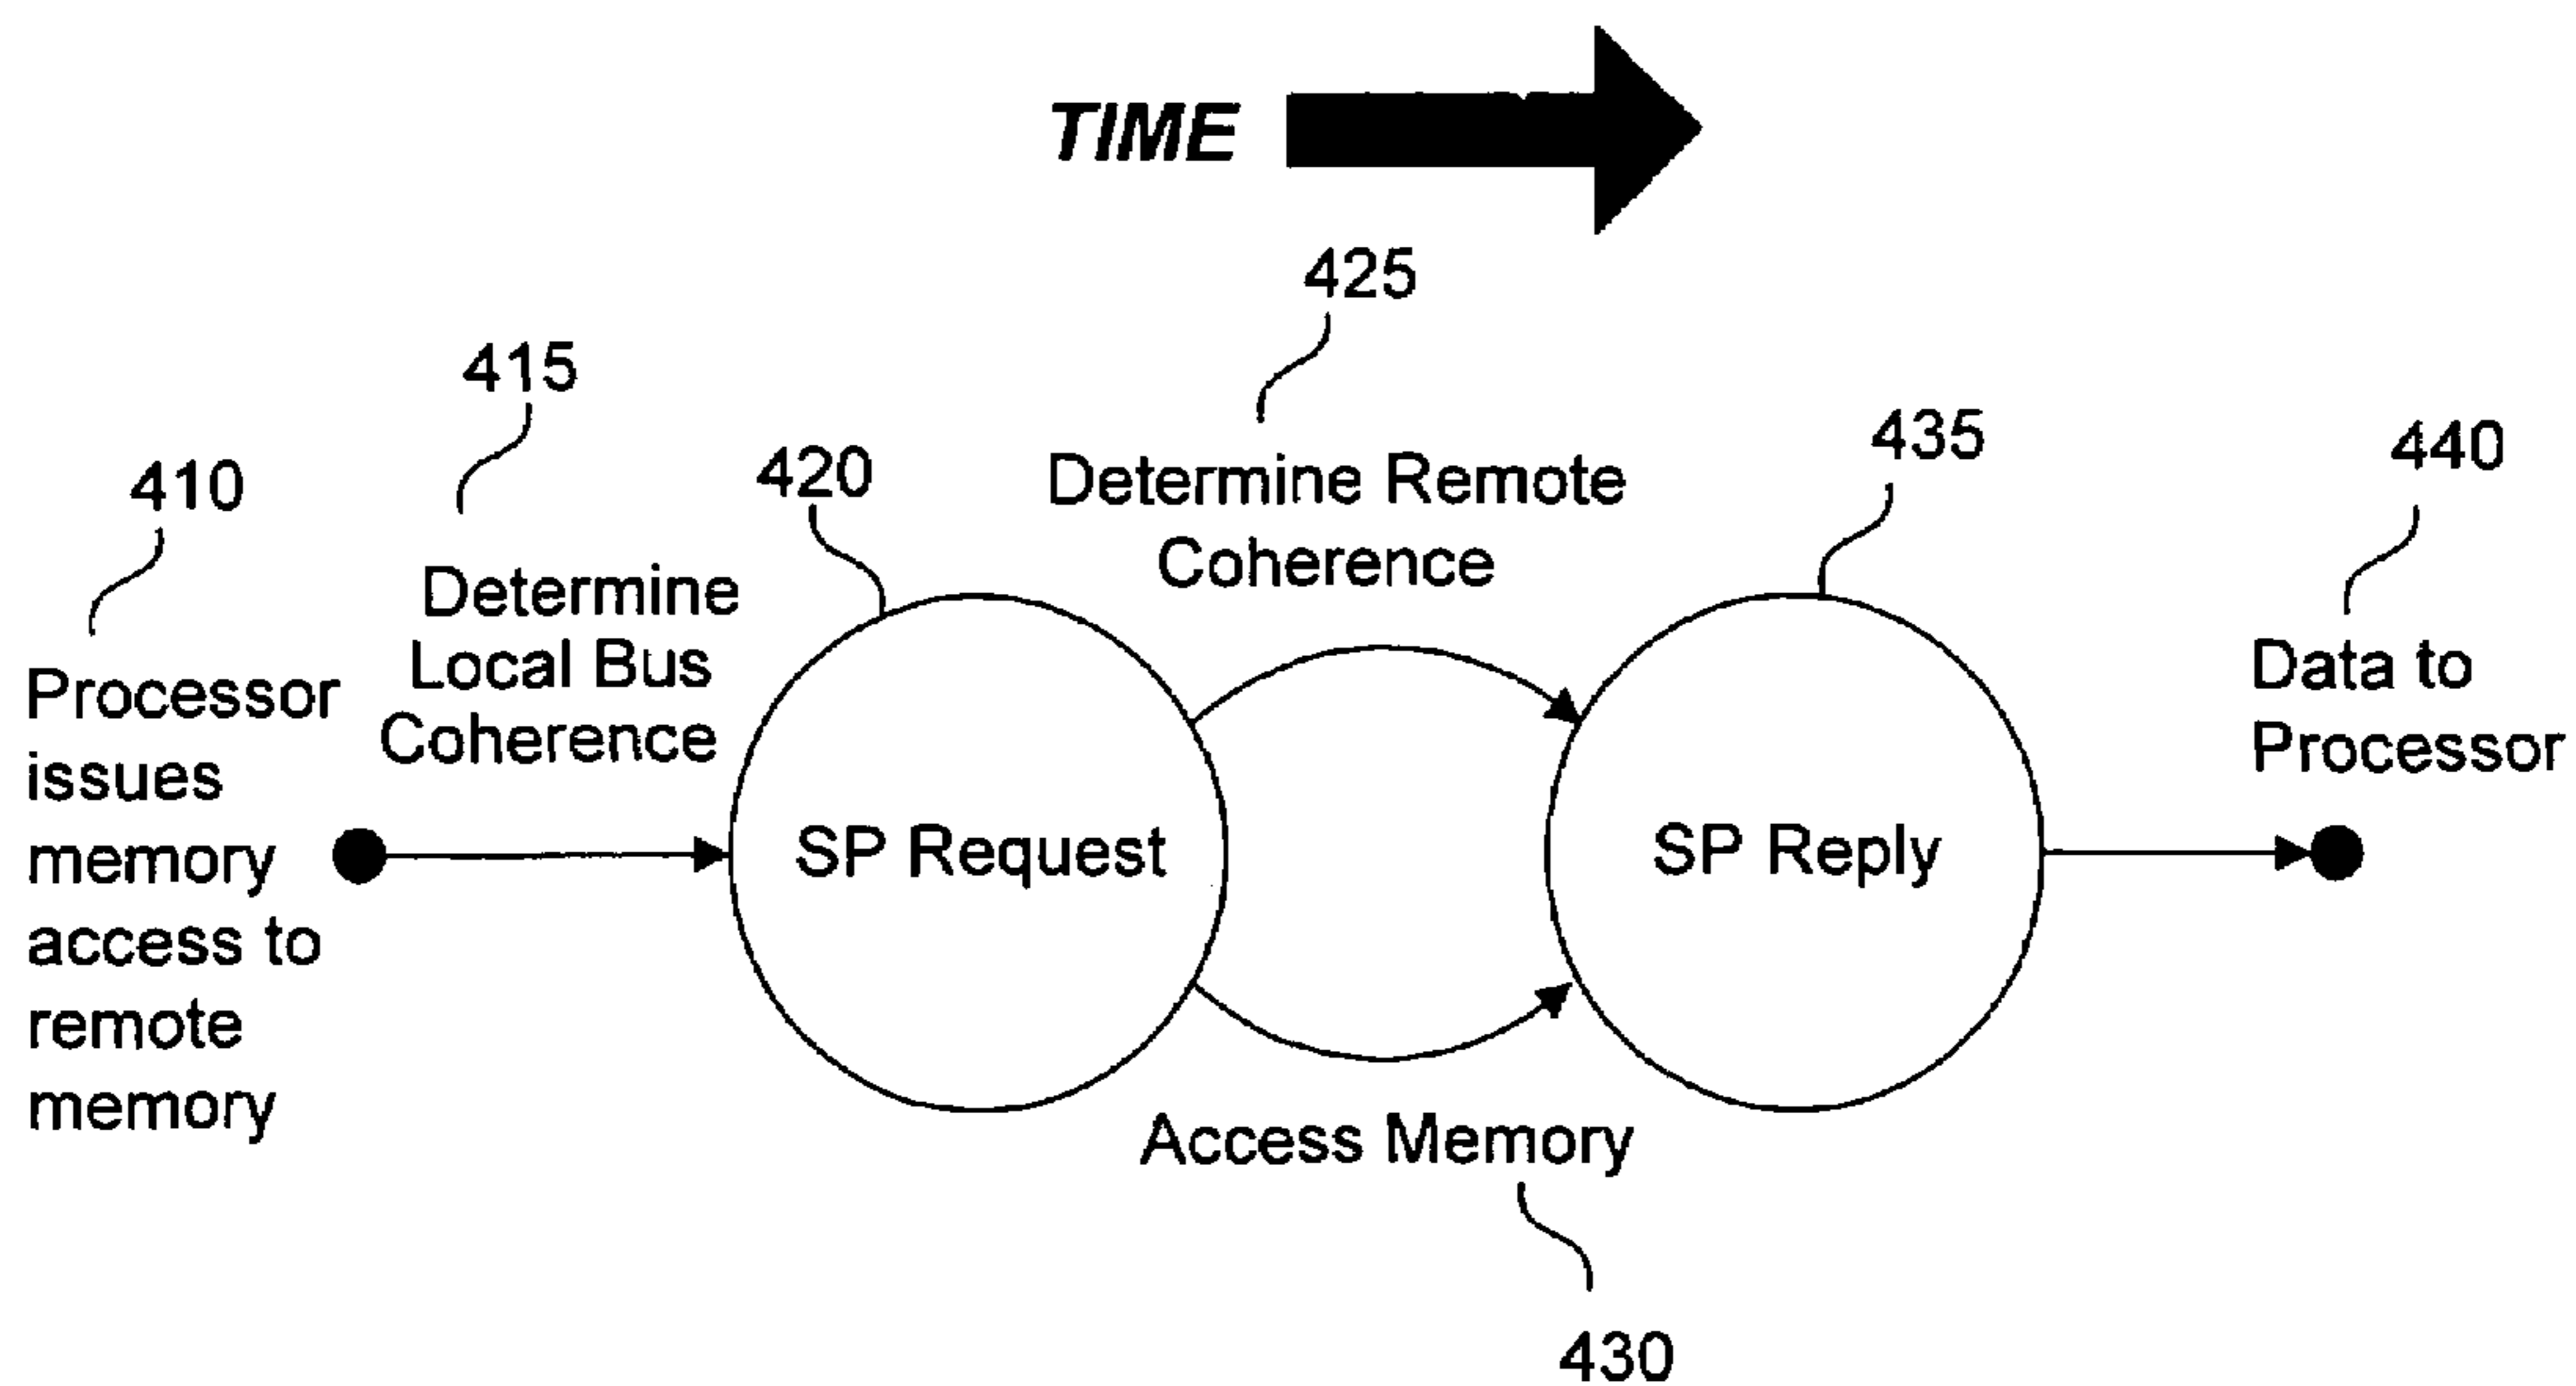 TIME
425
415
435
420
440
410
Determine Remote
Coherence
Determine
Local Bus
Coherence
Data to
Processor
Processor
issues
memory
access to
remote
memory
SP Request
SP Reply
Access Memory
430